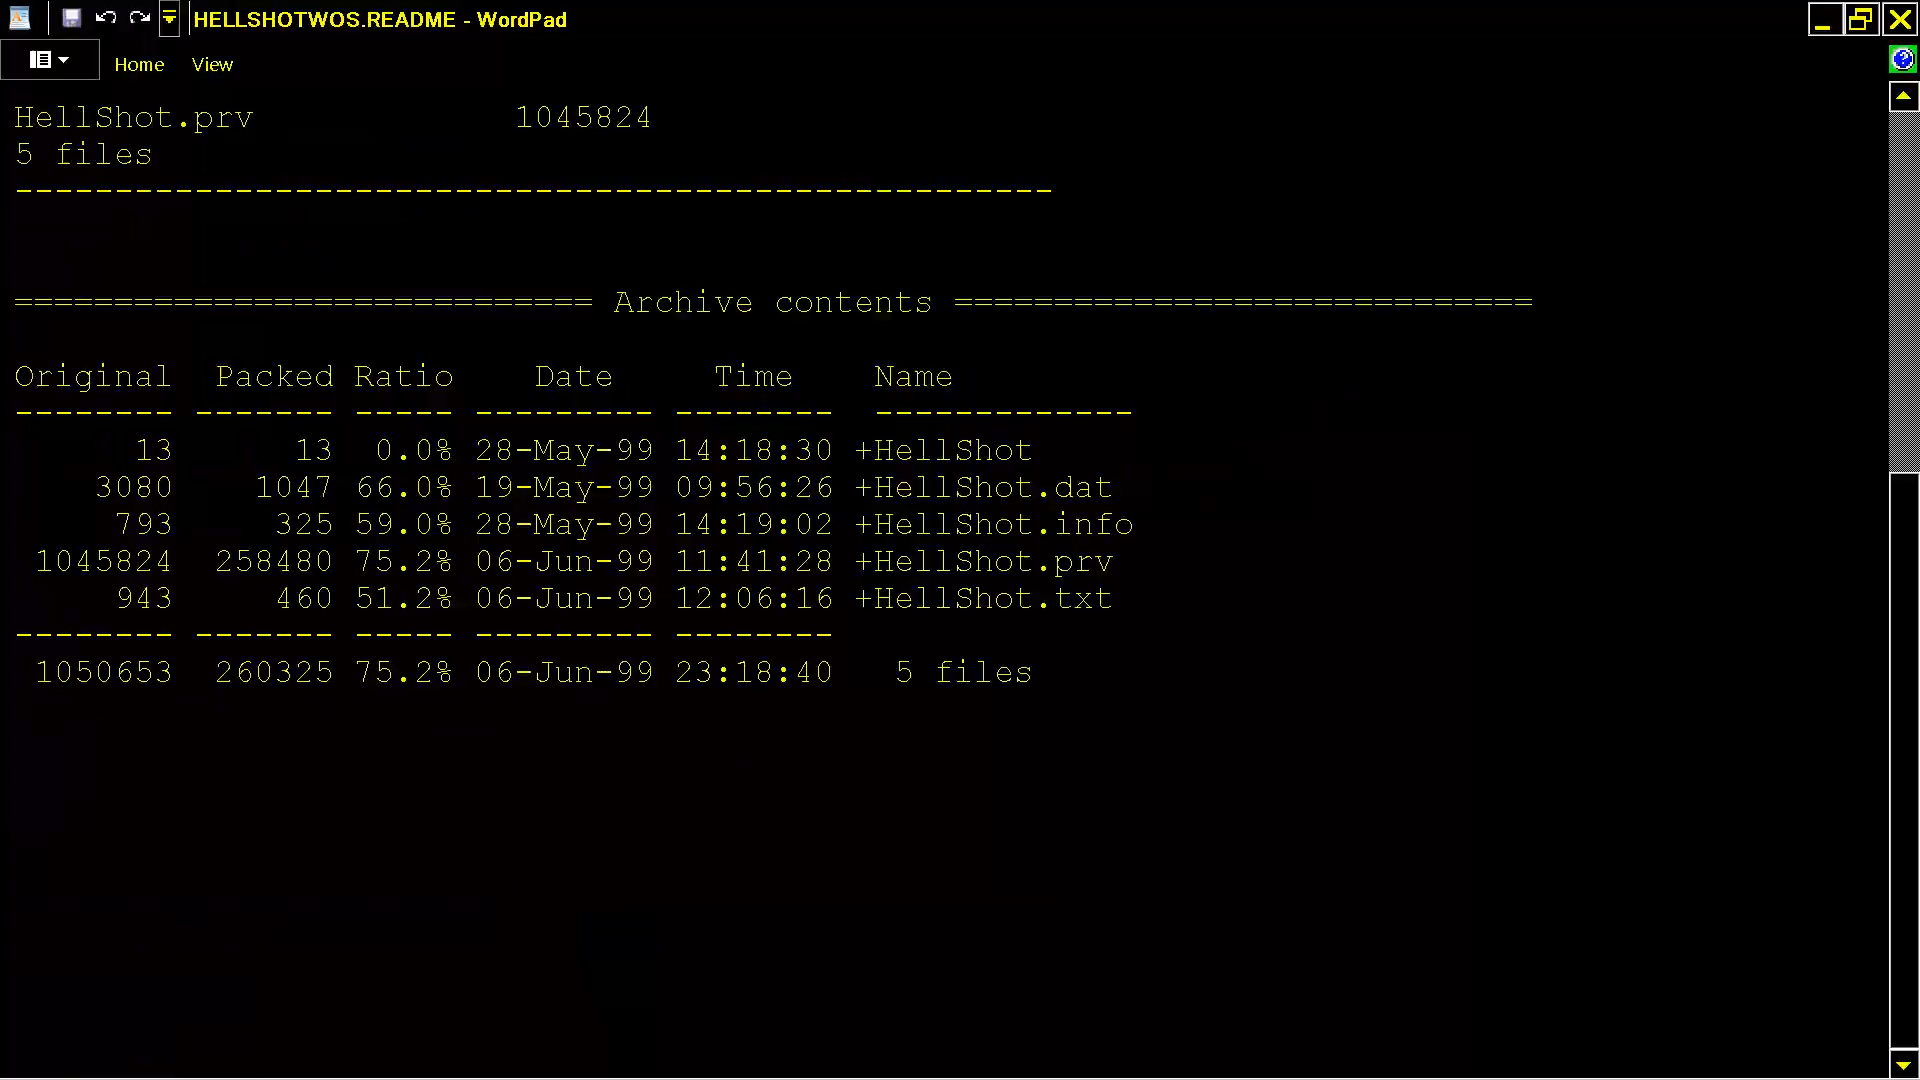 HELLSHOTWOS.README - WordPad
Home View
HellShot.prv 1045824
5 files
----------------------------------------------------
============================= Archive contents =============================
Original Packed Ratio Date Time Name
-------- ------- ----- --------- -------- -------------
13 13 0.0% 28-May-99 14:18:30 +HellShot
3080 1047 66.0% 19-May-99 09:56:26 +HellShot.dat
793 325 59.0% 28-May-99 14:19:02 +HellShot.info
1045824 258480 75.2% 06-Jun-99 11:41:28 +HellShot.prv
943 460 51.2% 06-Jun-99 12:06:16 +HellShot.txt
-------- ------- ----- --------- --------
1050653 260325 75.2% 06-Jun-99 23:18:40 5 files